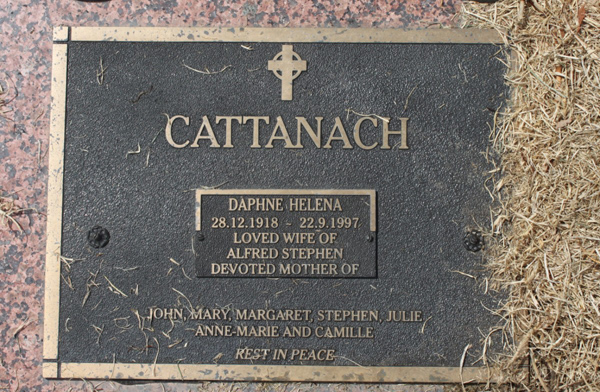 CATTANACH
DAPHNE HELENA
28.12.1918 ~ 22.9.1997
LOVED WIFE OF
ALFRED STEPHEN
DEVOTED MOTHER OF
JOHN, MARY, MARGARET, STEPHEN, JULIE,
ANNE-MARIE AND CAMILLE
REST IN PEACE